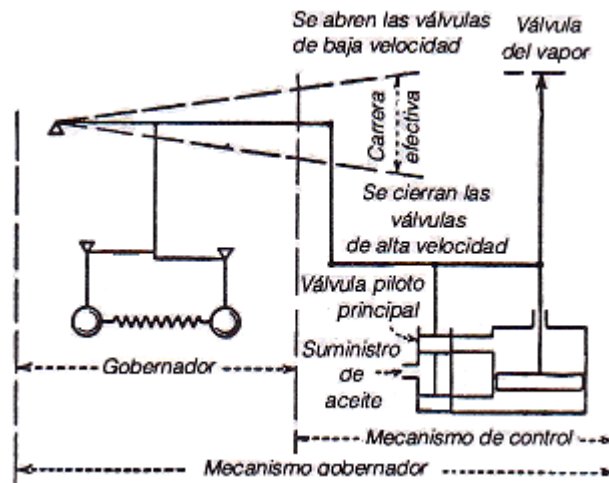 Se abren las válvulas
de baja velocidad
Válvula
del vapor
Carrera
efectiva
Se cierran las
válvulas
de alta velocidad
Válvula piloto
principal
Suministro
de
aceite
Gobernador
Mecanismo de control
Mecanismo gobernador